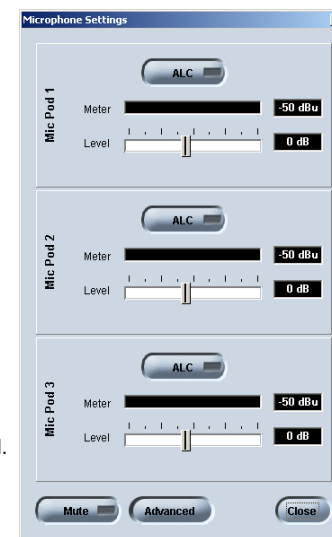 Microphone Settings
Mic Pod 1
ALC
Meter
-50 dBu
Level
0 dB
Mic Pod 2
ALC
Meter
-50 dBu
Level
0 dB
Mic Pod 3
ALC
Meter
-50 dBu
Level
0 dB
Mute
Advanced
Close